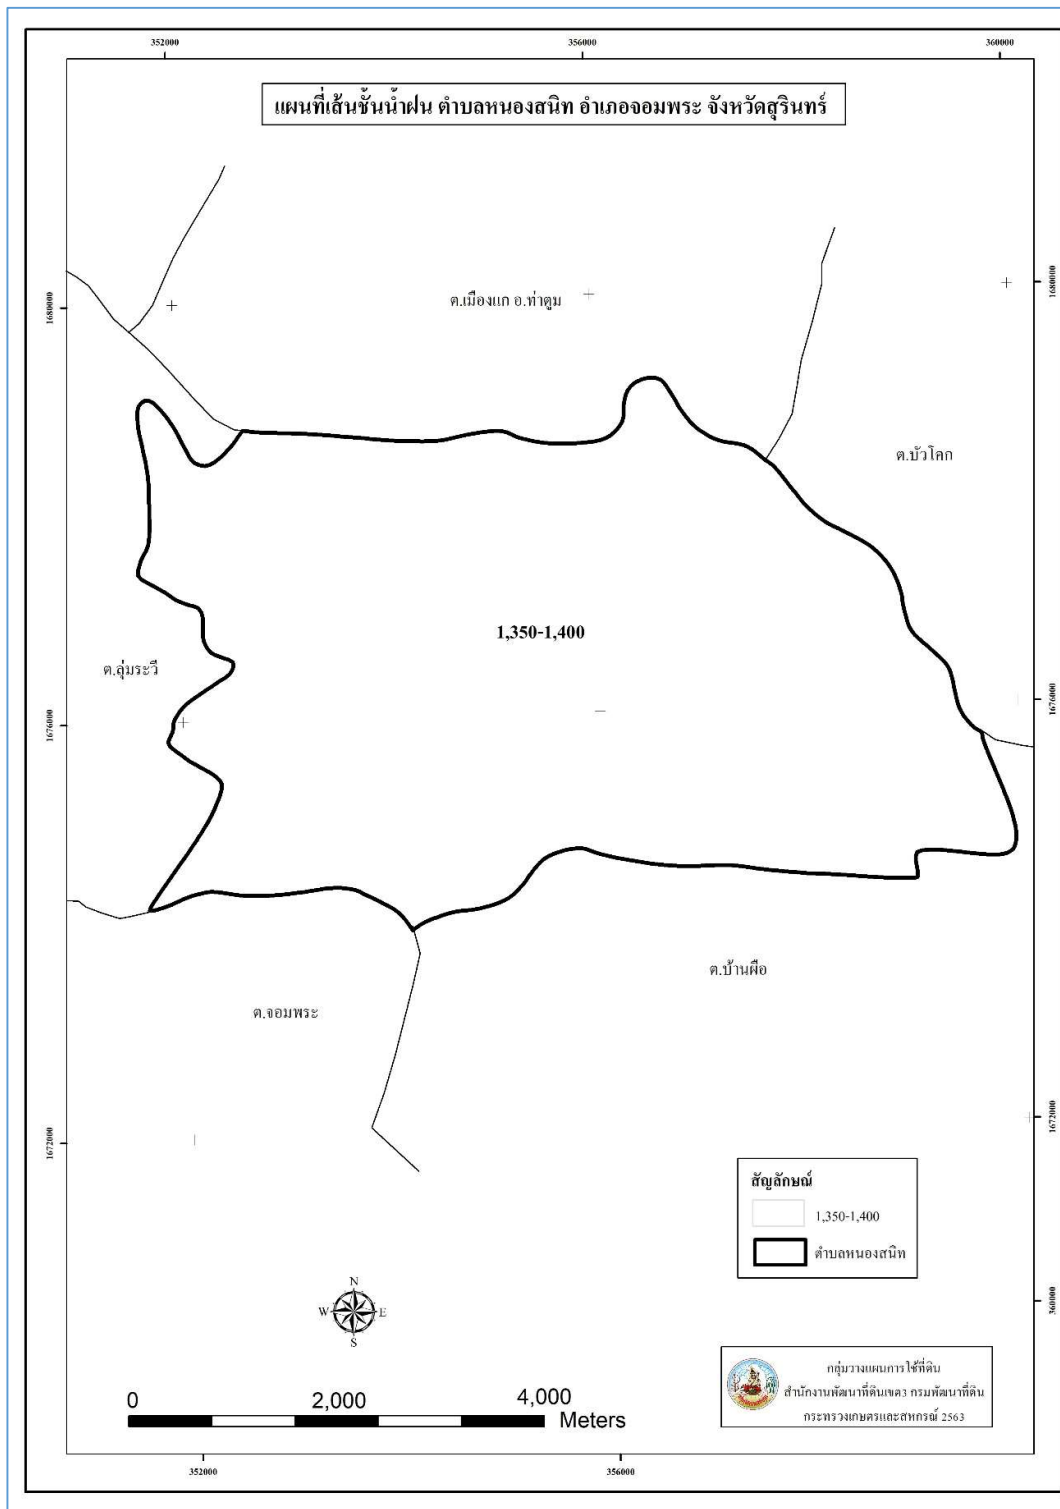 352000
356000
360000
แผนที่เส้นชั้นน้ำฝน ตำบลหนองสนิท อำเภอจอมพระ จังหวัดสุรินทร์
1680000
ต.เมืองแก อ.ท่าตูม
1680000
ต.บัวโคก
1,350-1,400
ต.ลุ่มระวี
1676000
1676000
ต.บ้านผือ
ต.จอมพระ
1672000
1672000
สัญลักษณ์
1,350-1,400
ตำบลหนองสนิท
N
W
E
S
360000
กลุ่มวางแผนการใช้ที่ดิน
สำนักงานพัฒนาที่ดินเขต3 กรมพัฒนาที่ดิน
กระทรวงเกษตรและสหกรณ์ 2563
0
2,000
4,000
Meters
352000
356000